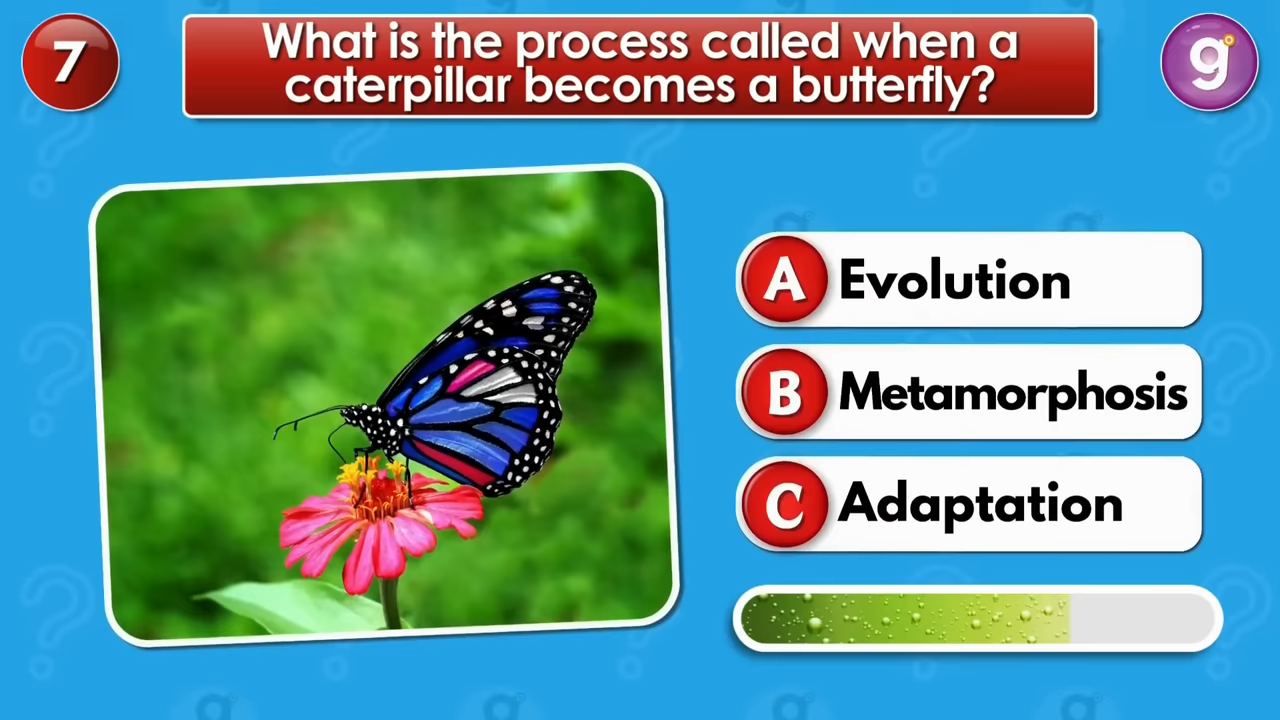 7
What is the process called when a
caterpillar becomes a butterfly?
g
A Evolution
B Metamorphosis
C Adaptation